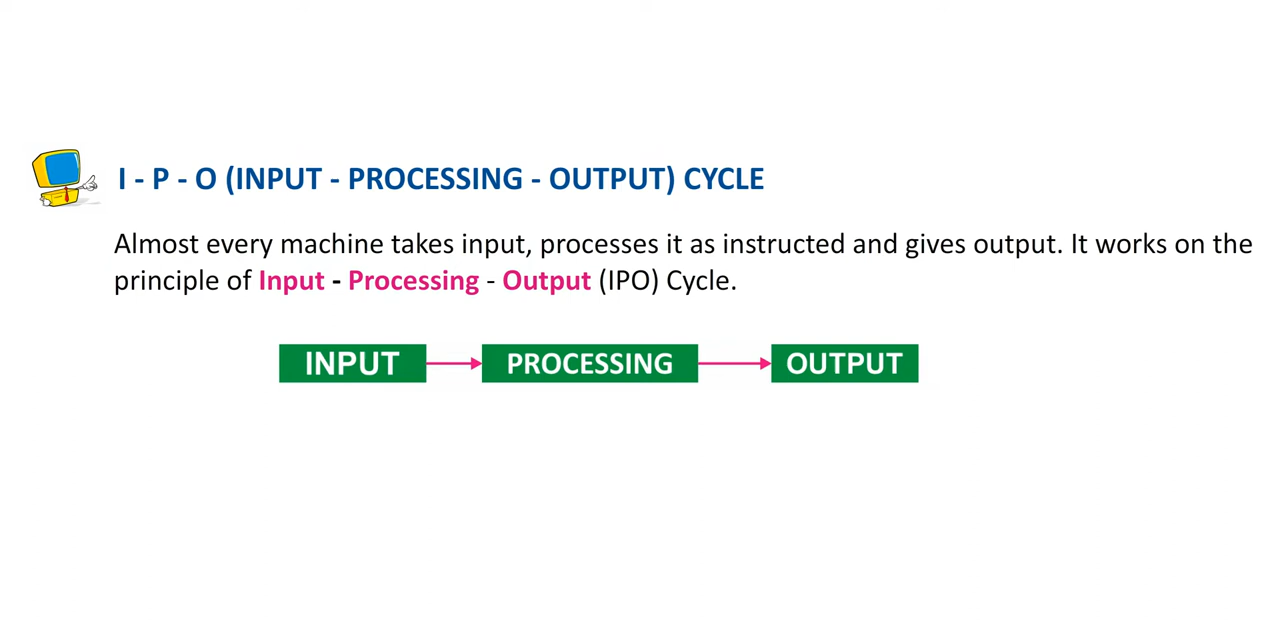 I - P - O (INPUT - PROCESSING - OUTPUT) CYCLE
Almost every machine takes input, processes it as instructed and gives output. It works on the
principle of Input - Processing - Output (IPO) Cycle.
INPUT PROCESSING OUTPUT